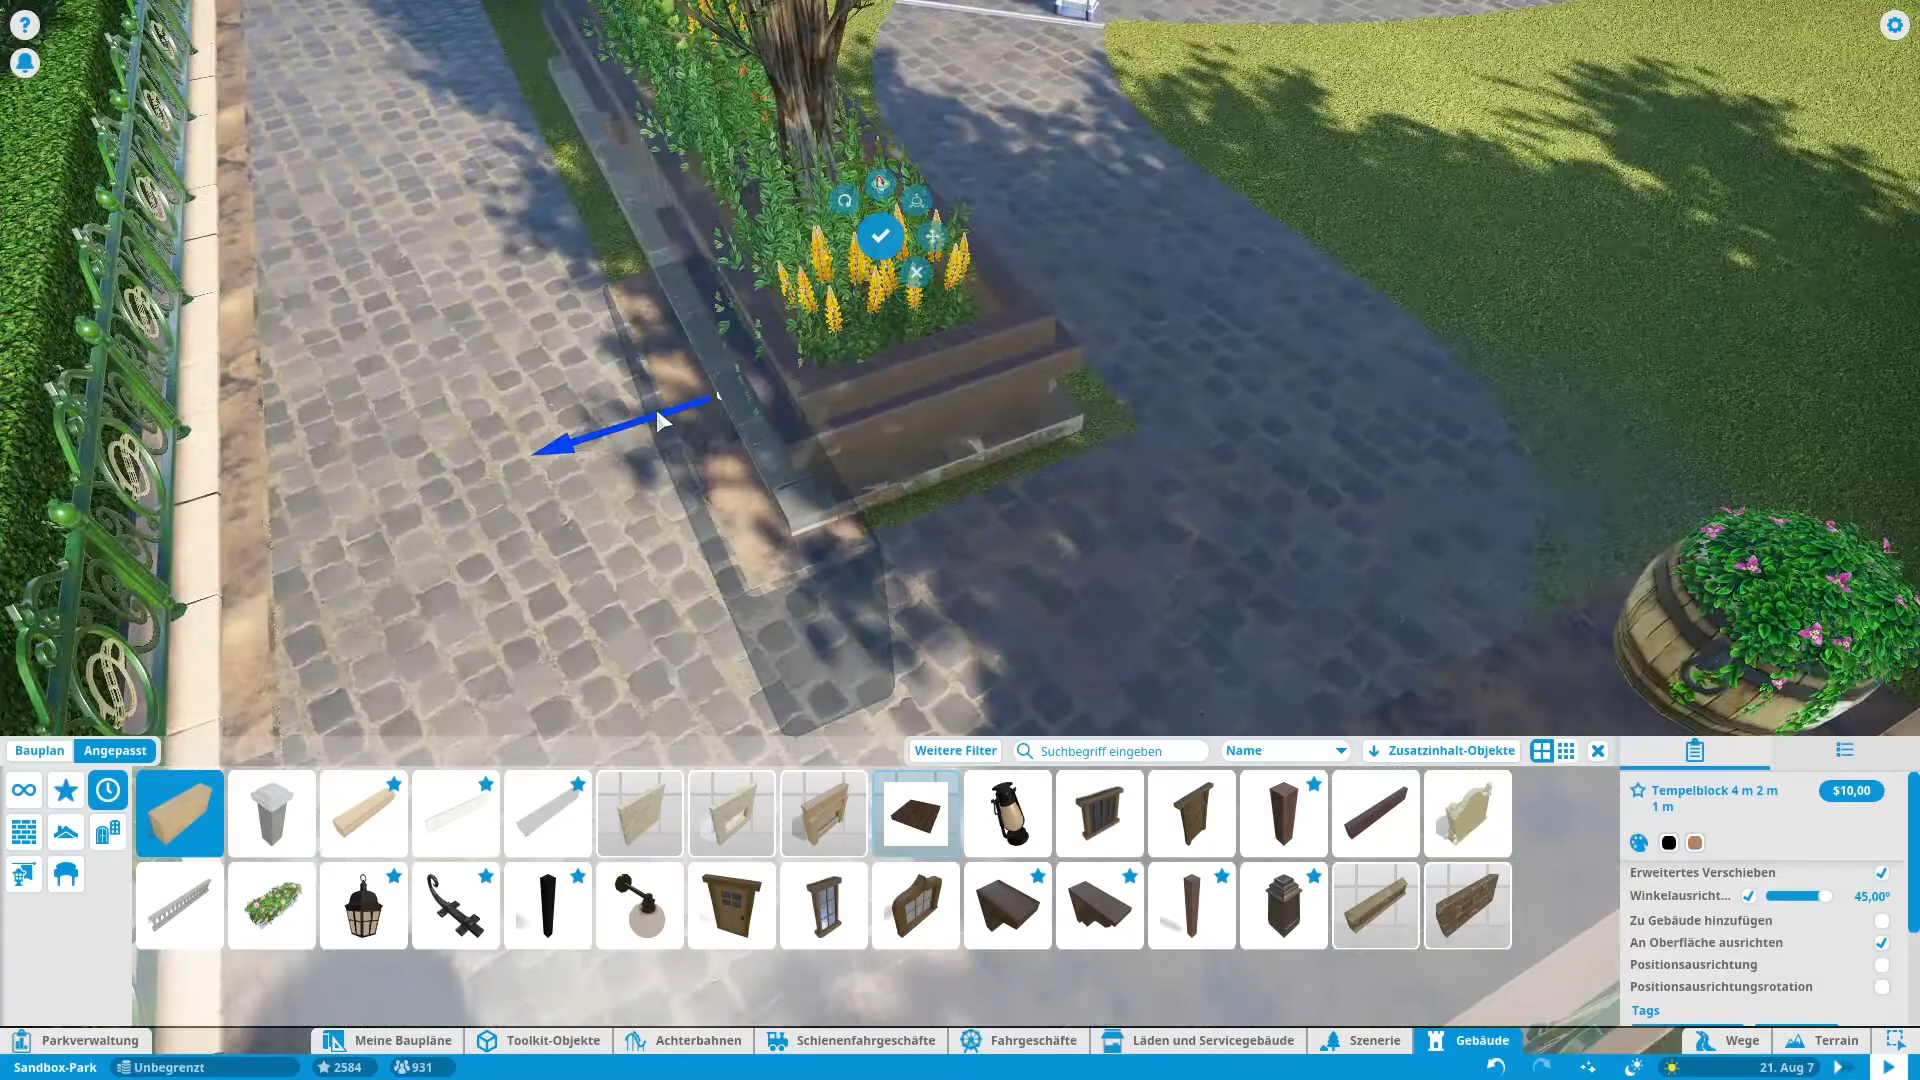 ?
Bauplan
Angepasst
Weitere Filter
Suchbegriff eingeben
Name
Zusatzinhalt-Objekte
Tempelblock 4 m 2 m
1 m
$10,00
Erweitertes Verschieben
Winkelausricht...
45,00°
Zu Gebäude hinzufügen
An Oberfläche ausrichten
Positionsausrichtung
Positionsausrichtungsrotation
Tags
Parkverwaltung
Meine Baupläne
Toolkit-Objekte
Achterbahnen
Schienenfahrgeschäfte
Fahrgeschäfte
Läden und Servicegebäude
Szenerie
Gebäude
Wege
Terrain
Sandbox-Park
Unbegrenzt
2584
931
21. Aug 7